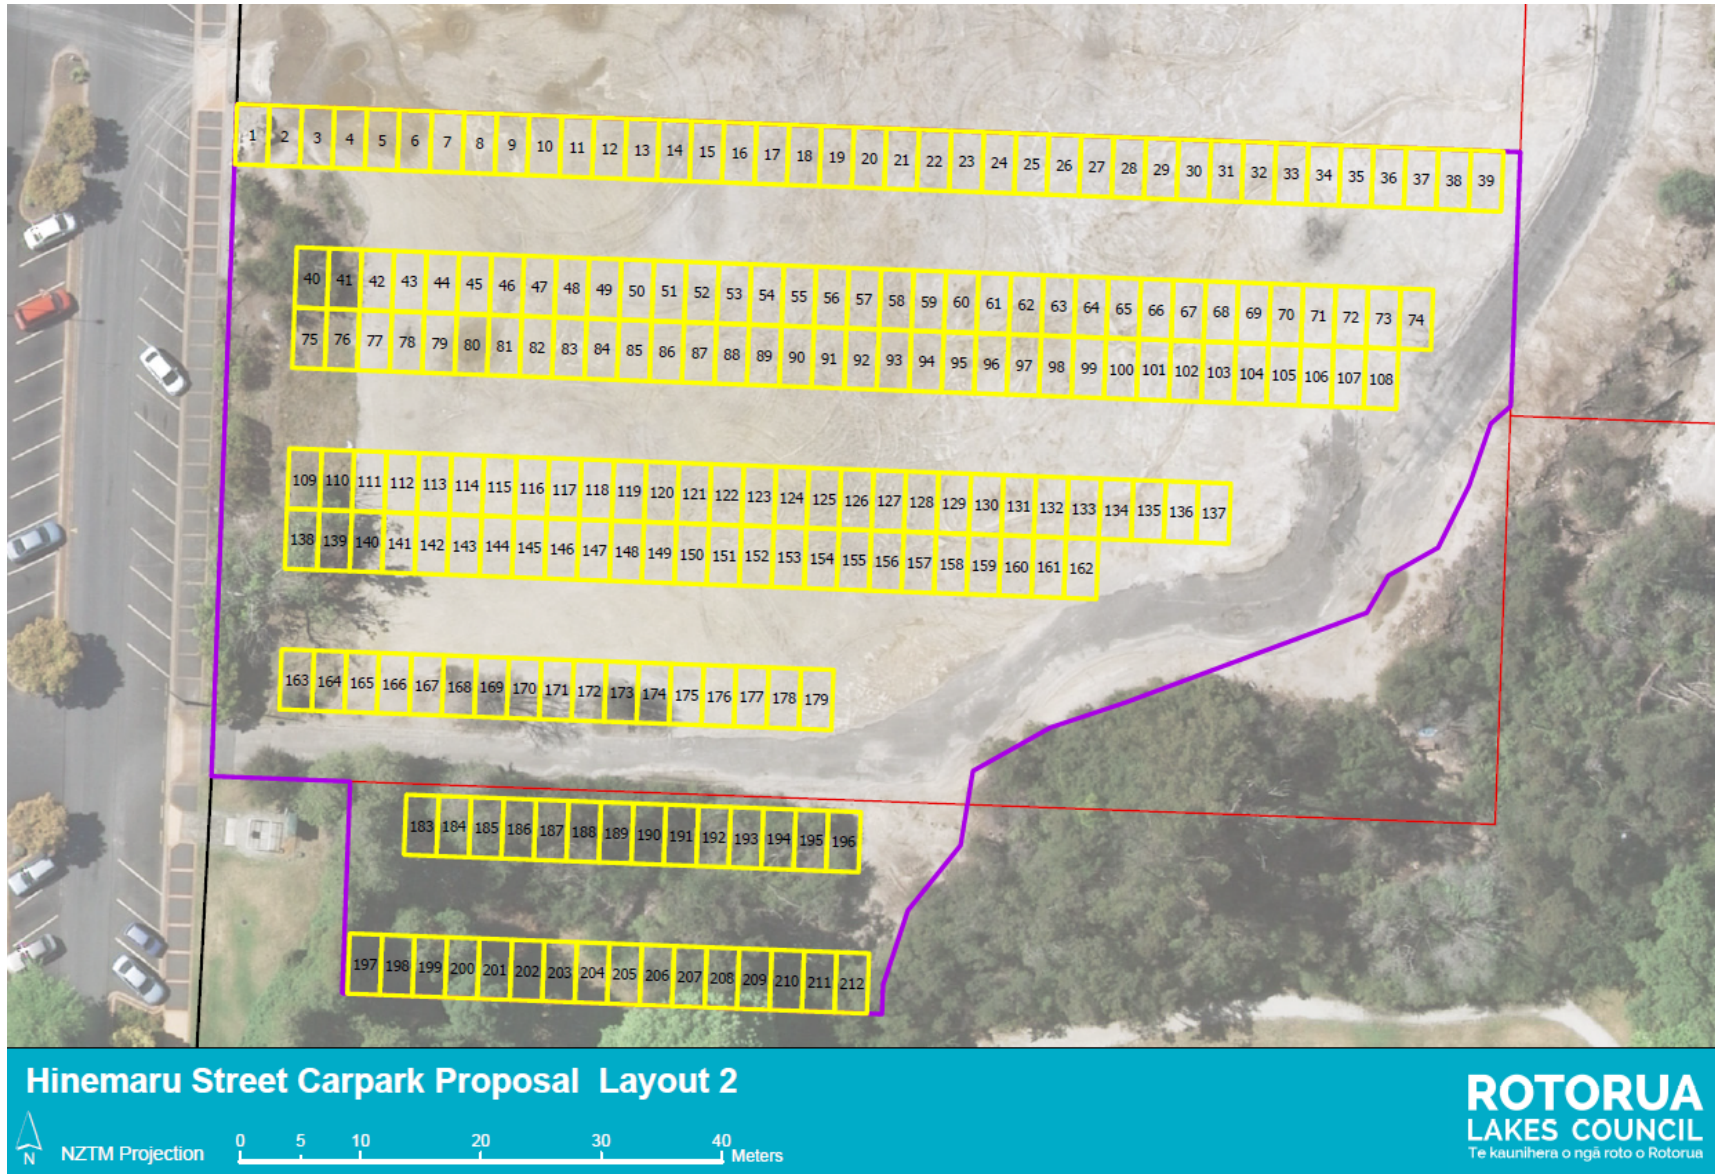 1 2 3 4 5 6 7 8 9 10 11 12 13 14 15 16 17 18 19 20 21 22 23 24 25 26 27 28 29 30 31 32 33 34 35 36 37 38 39
40 41 42 43 44 45 46 47 48 49 50 51 52 53 54 55 56 57 58 59 60 61 62 63 64 65 66 67 68 69 70 71 72 73 74
75 76 77 78 79 80 81 82 83 84 85 86 87 88 89 90 91 92 93 94 95 96 97 98 99 100 101 102 103 104 105 106 107 108
109 110 111 112 113 114 115 116 117 118 119 120 121 122 123 124 125 126 127 128 129 130 131 132 133 134 135 136 137
138 139 140 141 142 143 144 145 146 147 148 149 150 151 152 153 154 155 156 157 158 159 160 161 162
163 164 165 166 167 168 169 170 171 172 173 174 175 176 177 178 179
183 184 185 186 187 188 189 190 191 192 193 194 195 196
197 198 199 200 201 202 203 204 205 206 207 208 209 210 211 212
Hinemaru Street Carpark Proposal Layout 2
N NZTM Projection
0 5 10 20 30 40
Meters
ROTORUA
LAKES COUNCIL
Te kaunihera o ngā roto o Rotorua